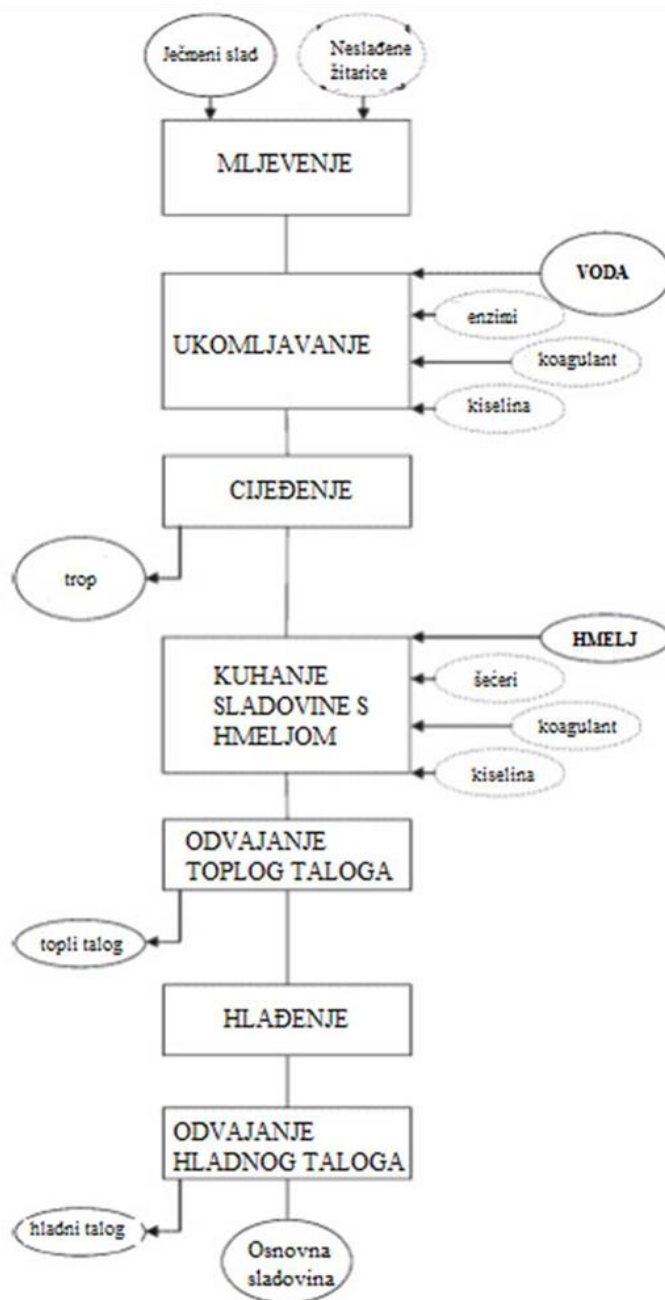 Ječmeni slad
Neslađene
žitarice
MLJEVENJE
VODA
enzimi
UKOMLJAVANJE
koagulant
kiselina
CIJEĐENJE
trop
HMELJ
KUHANJE
SLADOVINE S
HMELJOM
šećeri
koagulant
kiselina
ODVAJANJE
TOPLOG TALOGA
topli talog
HLAĐENJE
ODVAJANJE
HLADNOG TALOGA
hladni talog
Osnovna
sladovina